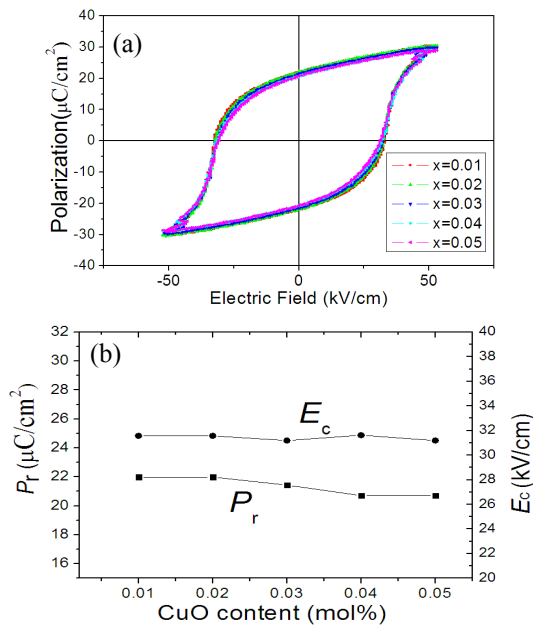 (a)
40
30
20
10
0
-10
-20
-30
-40
Polarization(μC/cm²)
x=0.01
x=0.02
x=0.03
x=0.04
x=0.05
-50 0 50
Electric Field (kV/cm)
(b)
32
30
28
26
24
22
20
18
16
Pr (μC/cm²)
Ec
Pr
40
38
36
34
32
30
28
26
24
22
20
Ec (kV/cm)
0.01 0.02 0.03 0.04 0.05
CuO content (mol%)